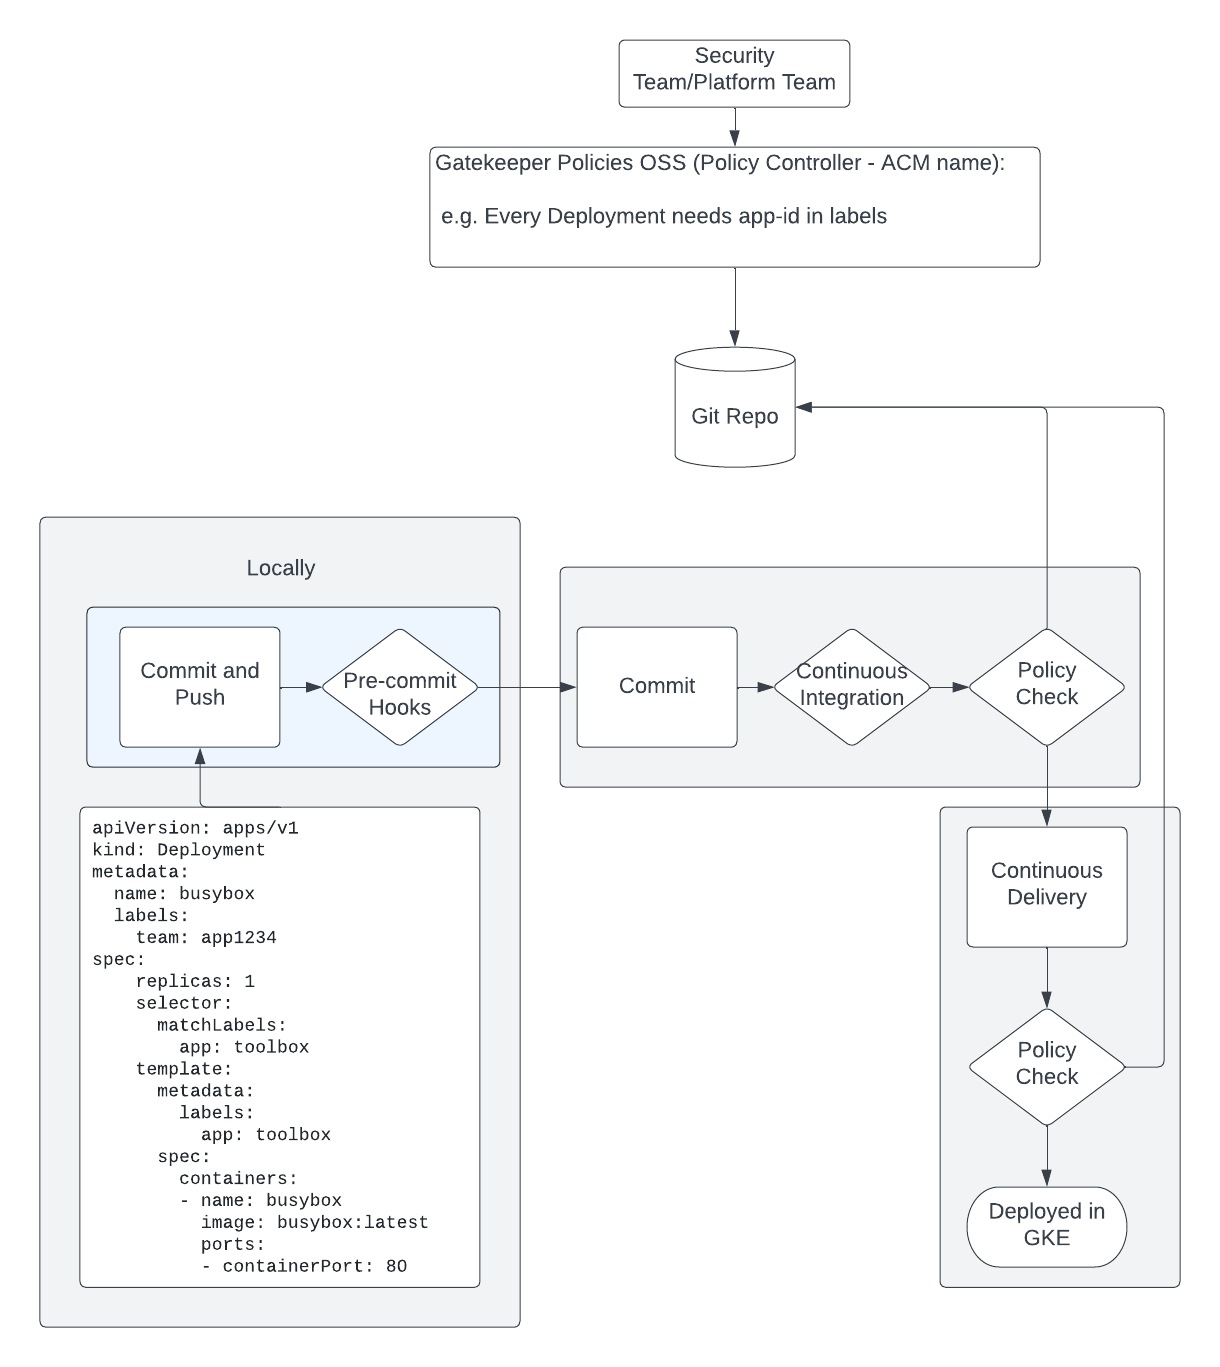 Security
Team/Platform Team
Gatekeeper Policies OSS (Policy Controller - ACM name):
e.g. Every Deployment needs app-id in labels
Git Repo
Locally
Commit and
Push
Pre-commit
Hooks
Commit
Continuous
Integration
Policy
Check
apiVersion: apps/v1
kind: Deployment
metadata:
  name: busybox
  labels:
    team: app1234
spec:
    replicas: 1
    selector:
      matchLabels:
        app: toolbox
    template:
      metadata:
        labels:
          app: toolbox
      spec:
        containers:
        - name: busybox
          image: busybox:latest
          ports:
          - containerPort: 80
Continuous
Delivery
Policy
Check
Deployed in
GKE